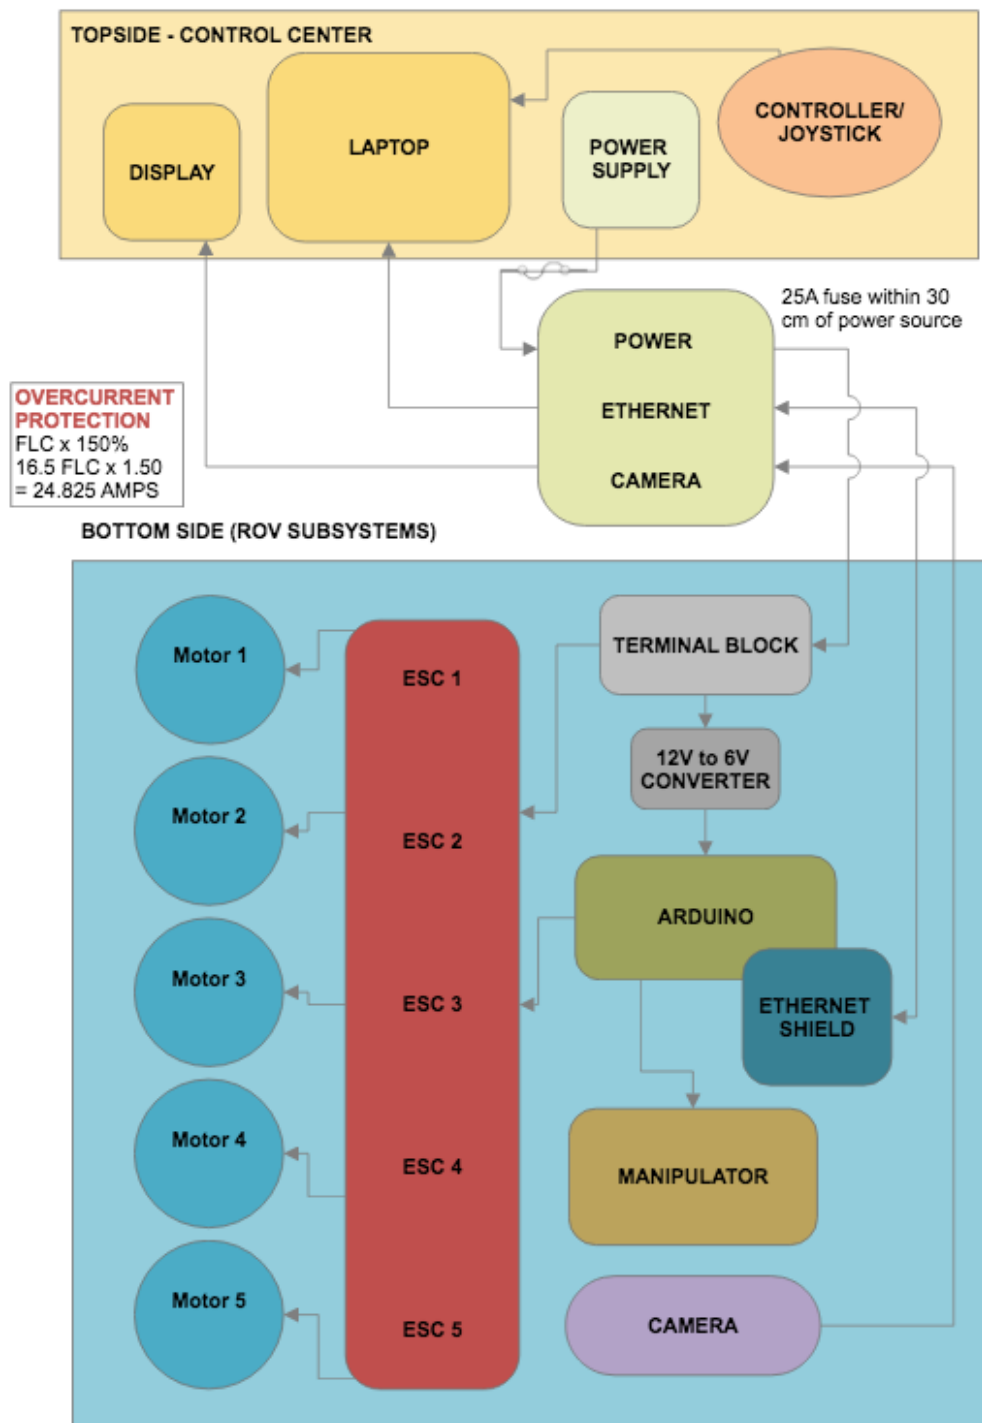 TOPSIDE - CONTROL CENTER
DISPLAY
LAPTOP
POWER
SUPPLY
CONTROLLER/
JOYSTICK
25A fuse within 30
cm of power source
POWER
ETHERNET
CAMERA
OVERCURRENT
PROTECTION
FLC x 150%
16.5 FLC x 1.50
= 24.825 AMPS
BOTTOM SIDE (ROV SUBSYSTEMS)
Motor 1
Motor 2
Motor 3
Motor 4
Motor 5
ESC 1
ESC 2
ESC 3
ESC 4
ESC 5
TERMINAL BLOCK
12V to 6V
CONVERTER
ARDUINO
ETHERNET
SHIELD
MANIPULATOR
CAMERA